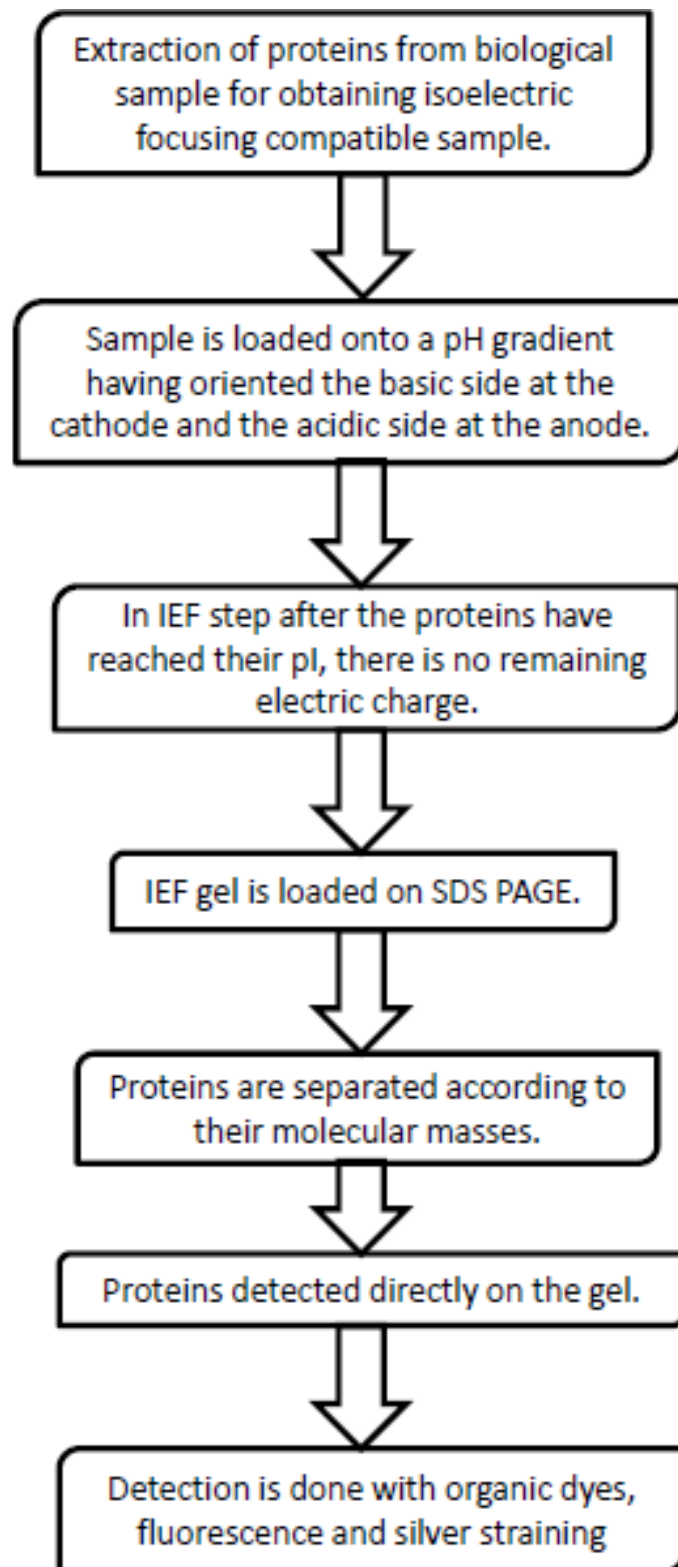 Extraction of proteins from biological
sample for obtaining isoelectric
focusing compatible sample.
Sample is loaded onto a pH gradient
having oriented the basic side at the
cathode and the acidic side at the anode.
In IEF step after the proteins have
reached their pI, there is no remaining
electric charge.
IEF gel is loaded on SDS PAGE.
Proteins are separated according to
their molecular masses.
Proteins detected directly on the gel.
Detection is done with organic dyes,
fluorescence and silver straining